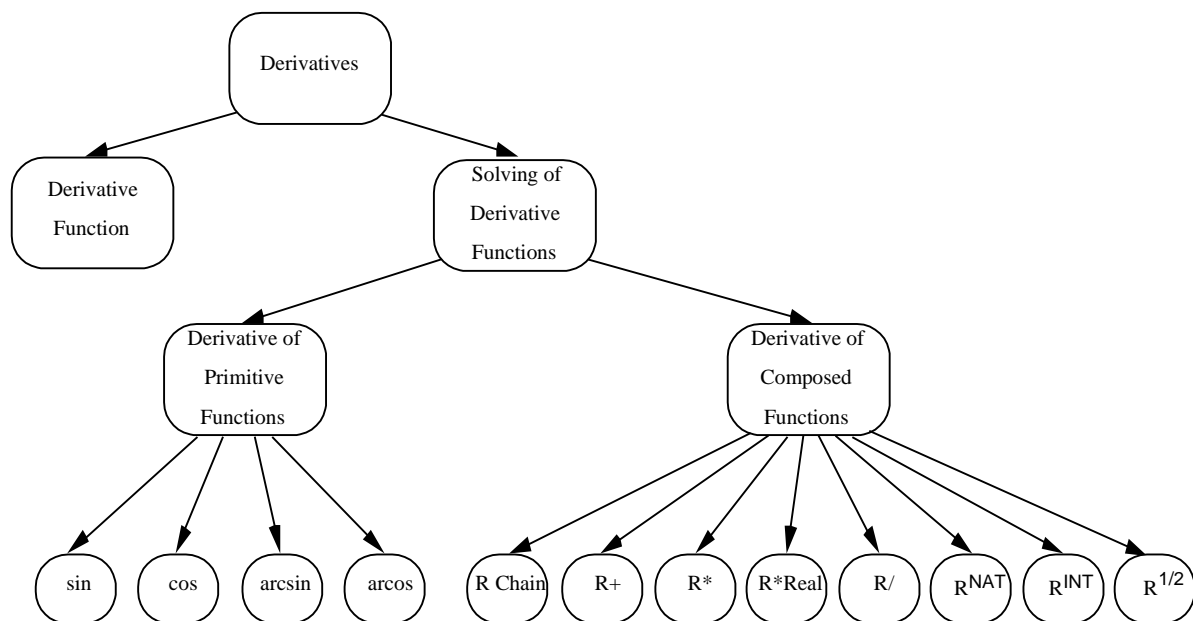 Derivatives
Derivative
Function
Solving of
Derivative
Functions
Derivative of
Primitive
Functions
Derivative of
Composed
Functions
sin
cos
arcsin
arcos
R Chain
R+
R*
R*Real
R/
R^NAT
R^INT
R^1/2